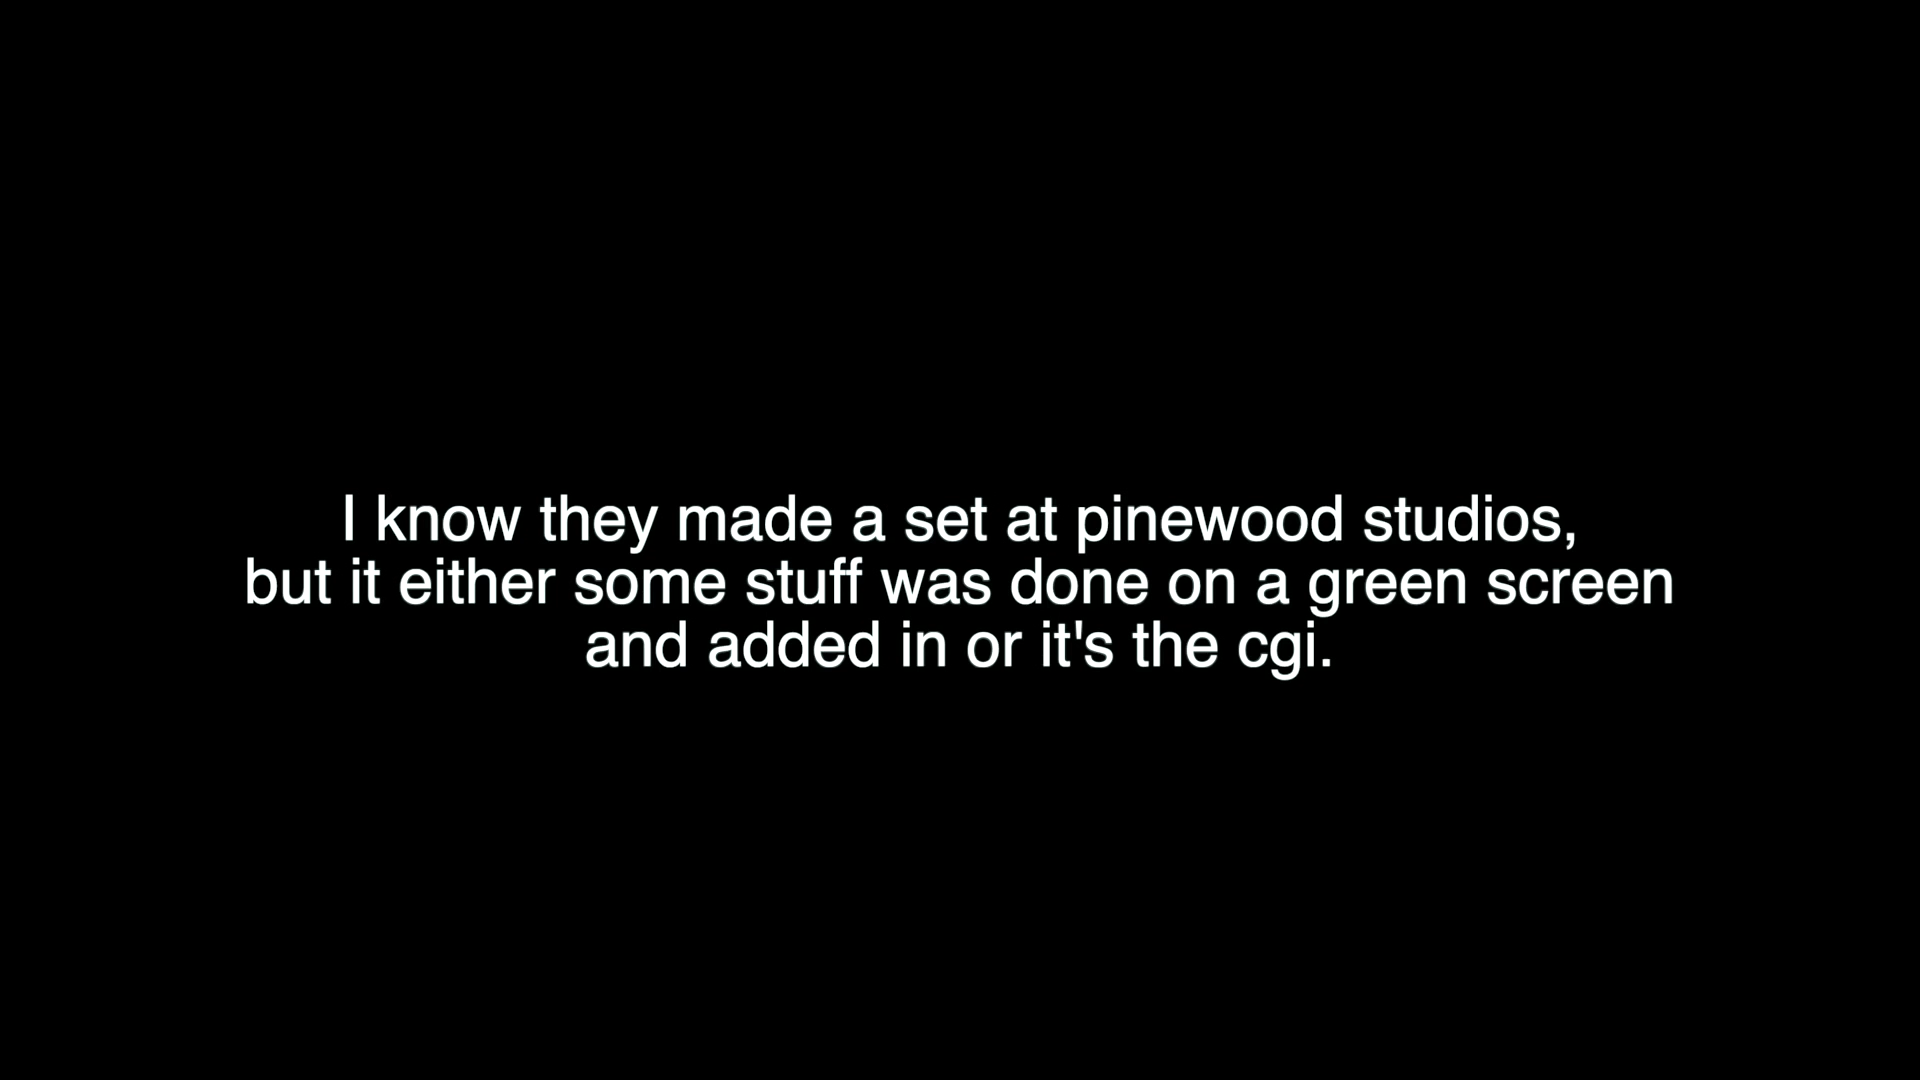 I know they made a set at pinewood studios,
but it either some stuff was done on a green screen
and added in or it's the cgi.